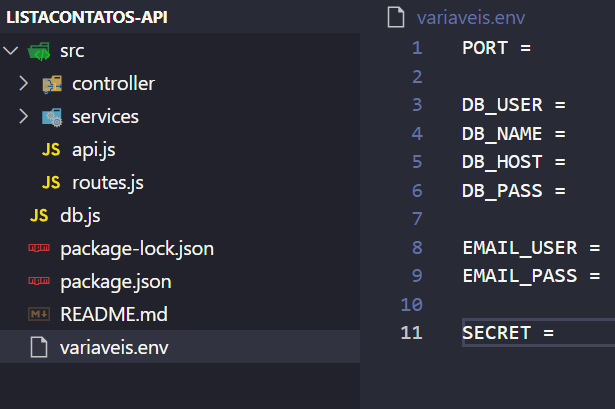 LISTACONTATOS-API
src
controller
services
JS api.js
JS routes.js
JS db.js
package-lock.json
package.json
README.md
variaveis.env
variaveis.env
1 PORT =
2
3 DB_USER =
4 DB_NAME =
5 DB_HOST =
6 DB_PASS =
7
8 EMAIL_USER =
9 EMAIL_PASS =
10
11 SECRET =